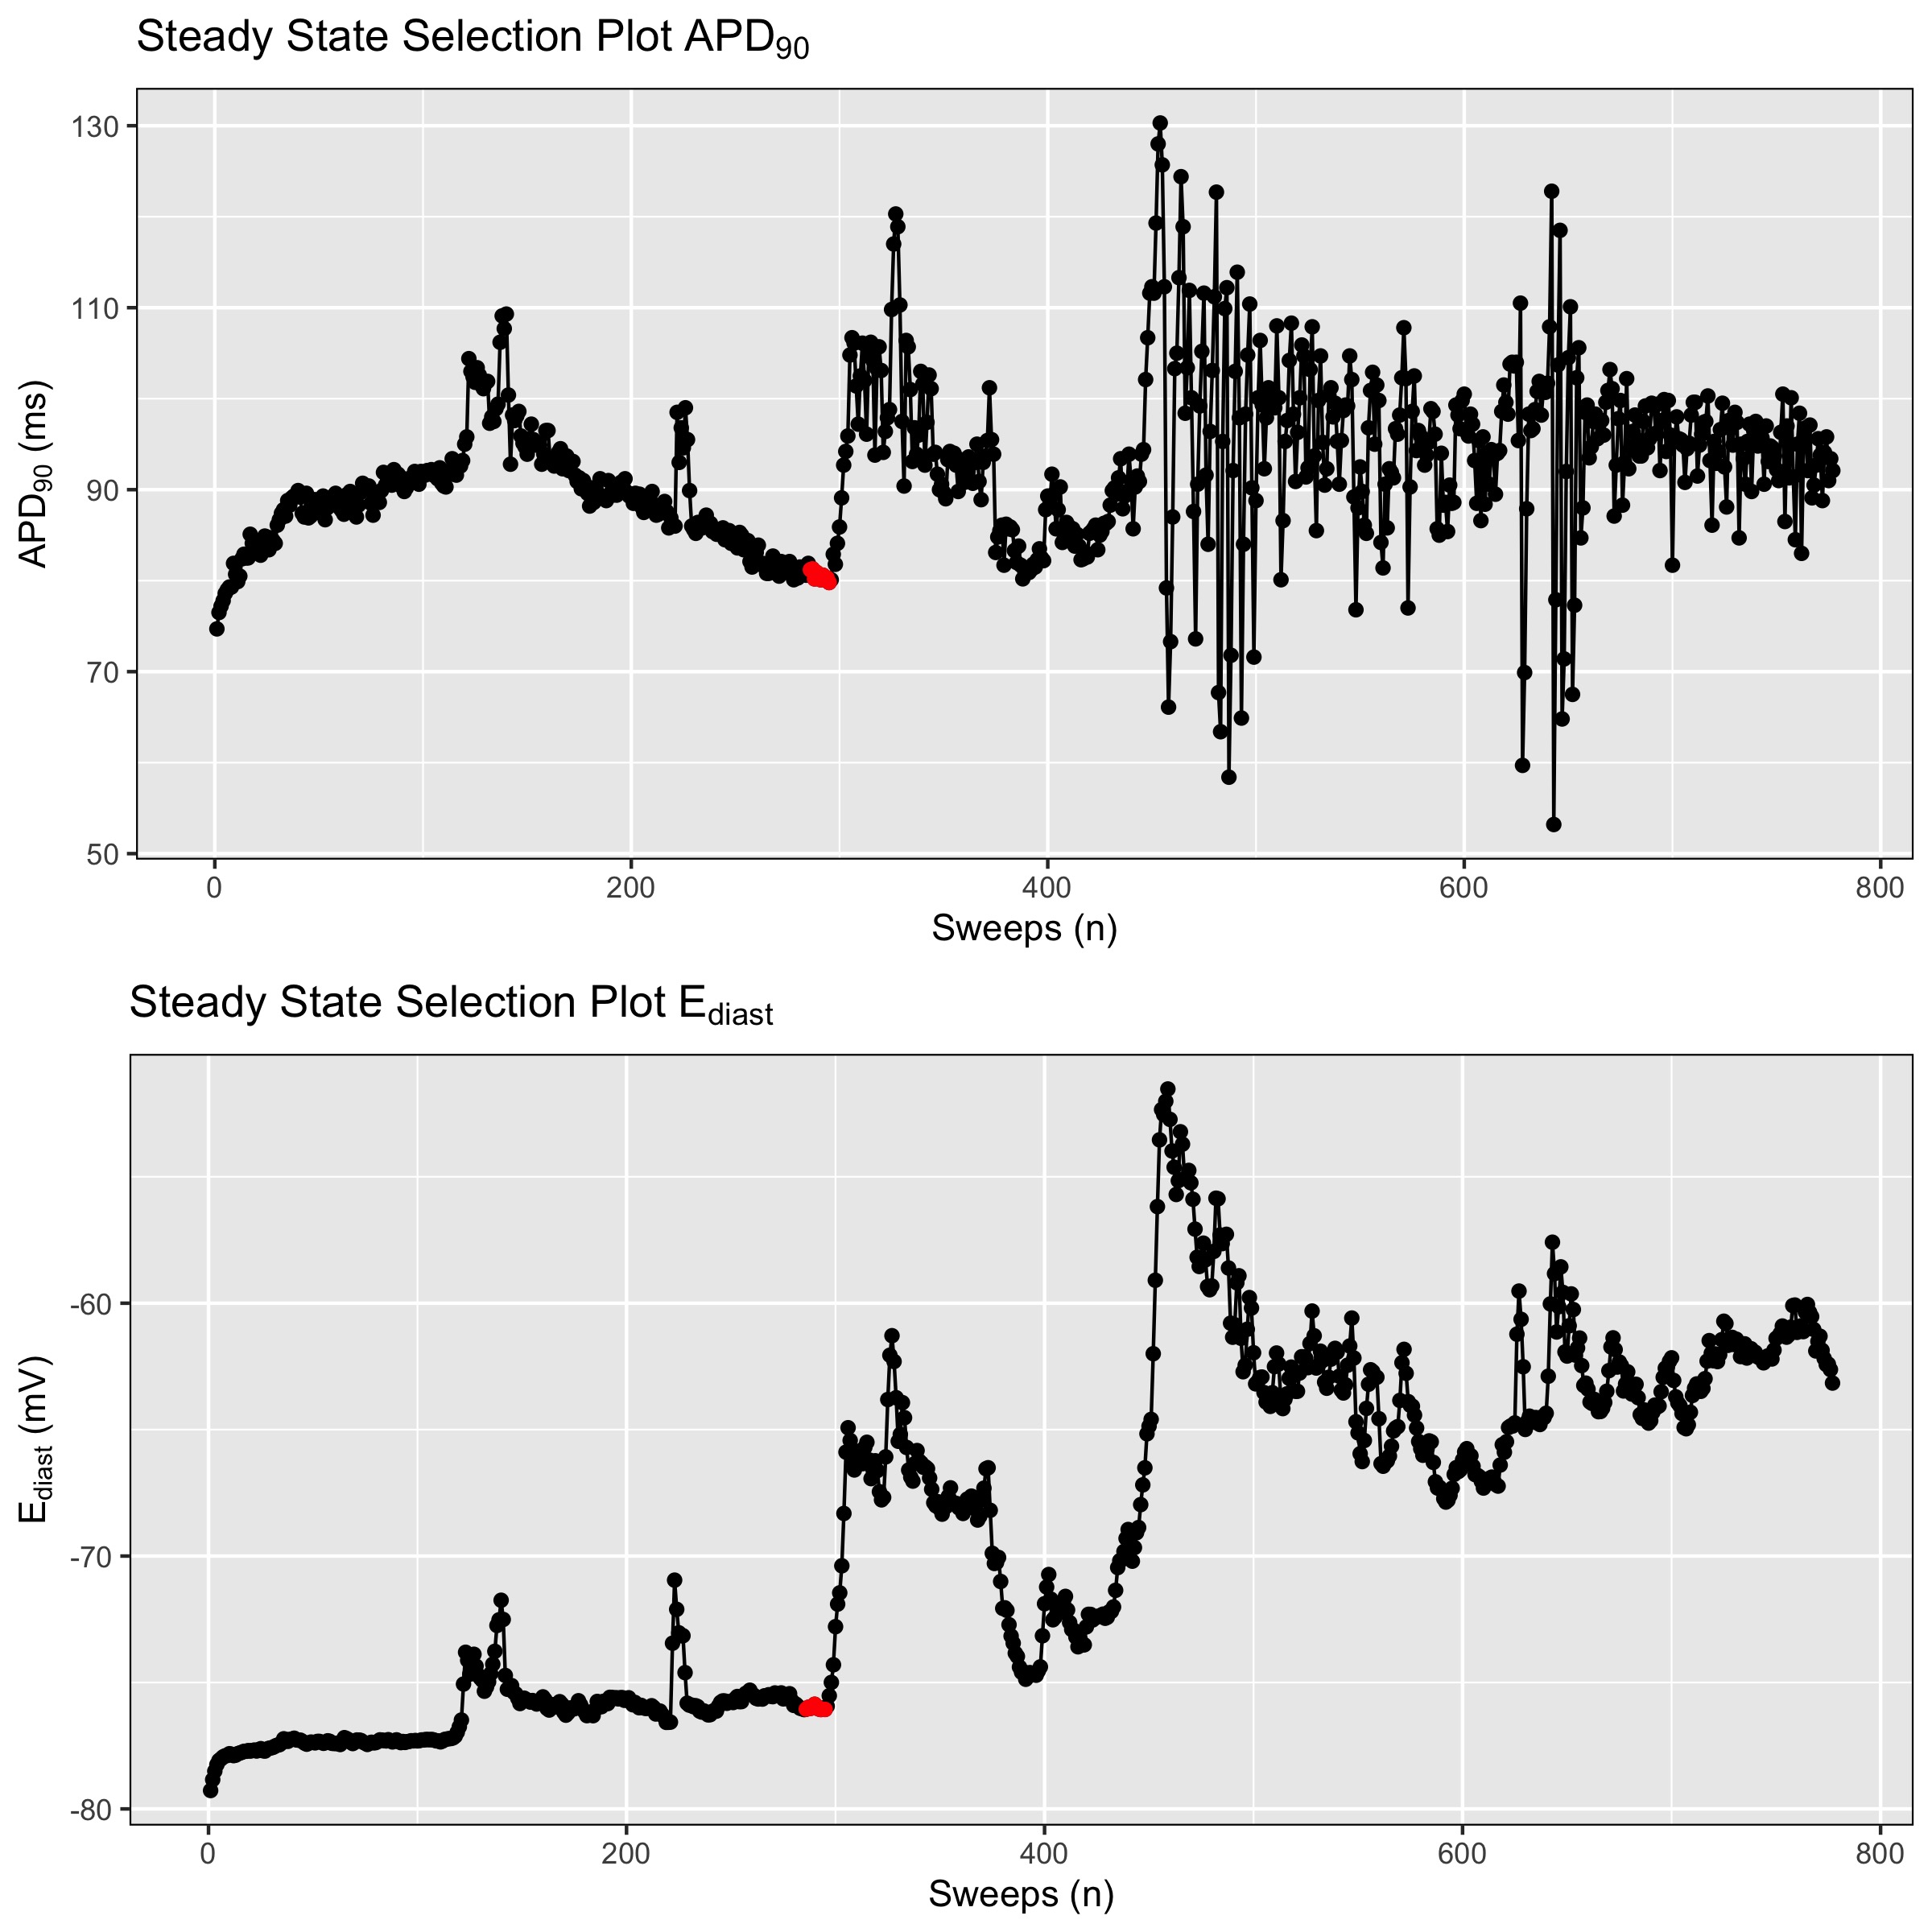 Steady State Selection Plot APD90
130
110
90
70
50
APD90 (ms)
0 200 400 600 800
Sweeps (n)
Steady State Selection Plot Ediast
-60
-70
-80
Ediast (mV)
0 200 400 600 800
Sweeps (n)